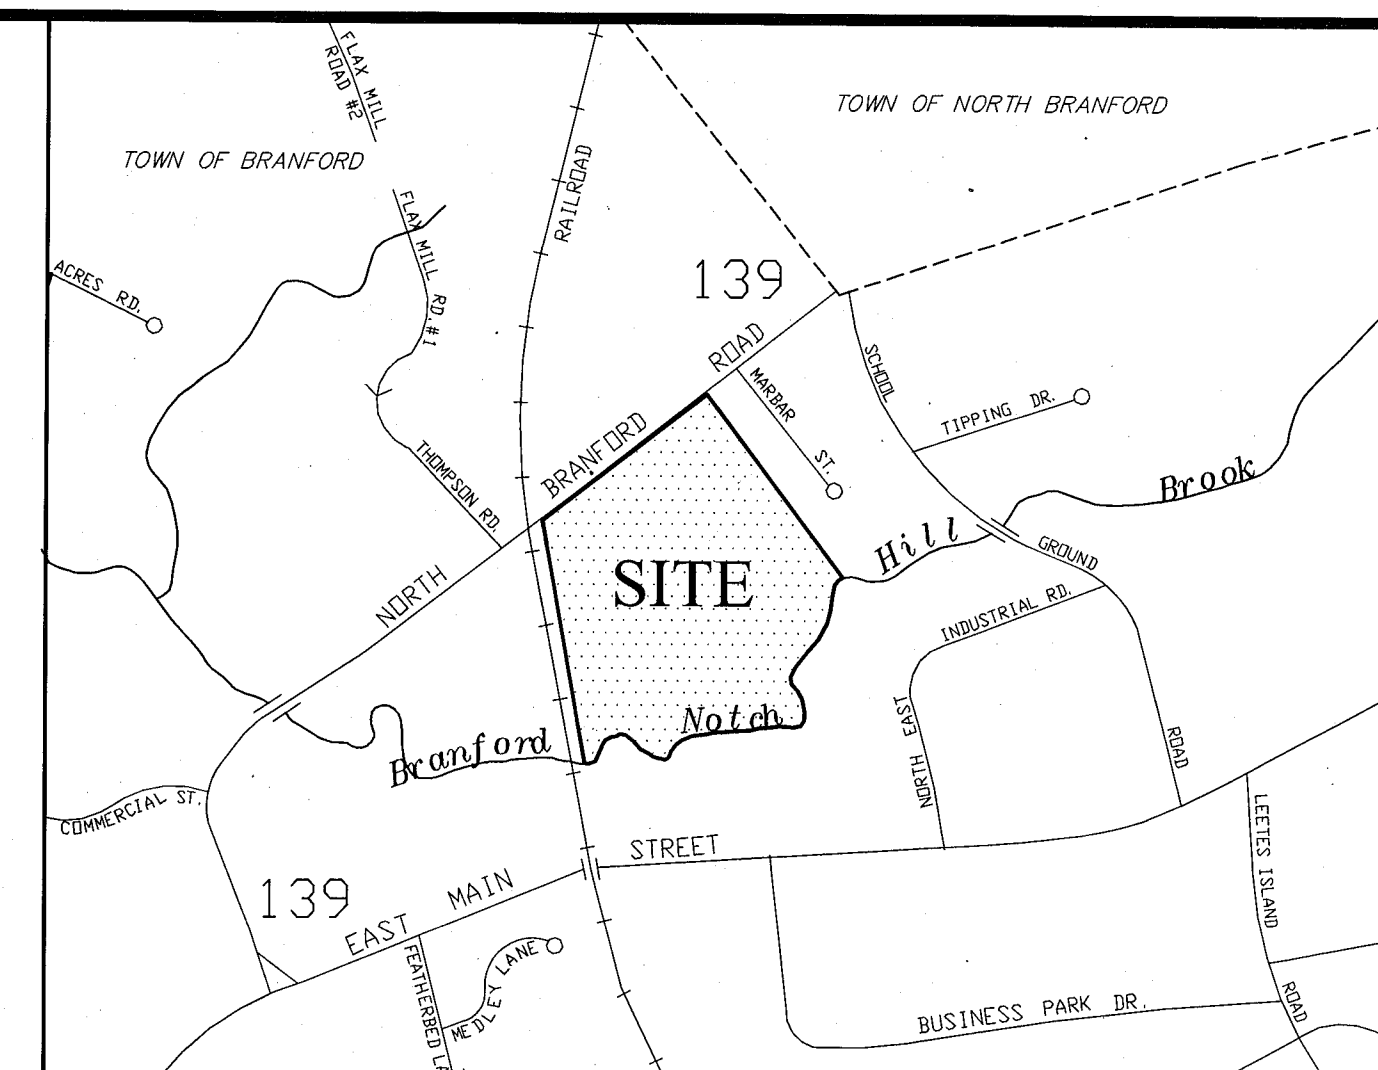 FLAX MILL
ROAD #2
TOWN OF NORTH BRANFORD
TOWN OF BRANFORD
RAILROAD
FLAX MILL RD.#1
ACRES RD.
139
NORTH BRANFORD ROAD
SCHOOL GROUND ROAD
MARBAR ST.
TIPPING DR.
THOMPSON RD.
Branford Notch Hill Brook
SITE
INDUSTRIAL RD.
NORTH EAST
COMMERCIAL ST.
139
EAST MAIN STREET
LEETES ISLAND ROAD
FEATHERBED LA
MEDLEY LANE
BUSINESS PARK DR.